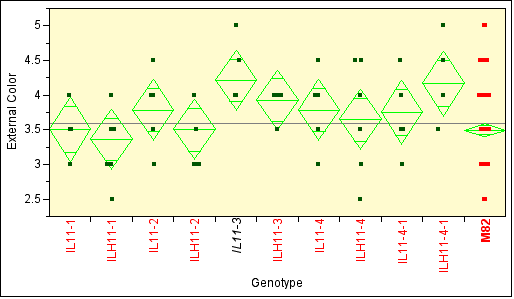 External Color
5
4.5
4
3.5
3
2.5
IL11-1
ILH11-1
IL11-2
ILH11-2
IL11-3
ILH11-3
IL11-4
ILH11-4
IL11-4-1
ILH11-4-1
M82
Genotype